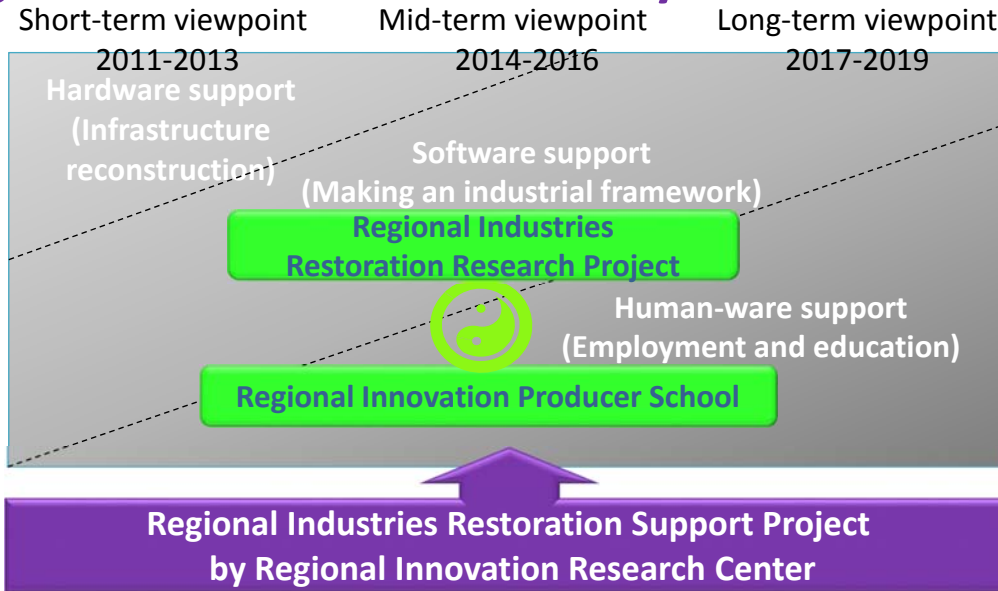 Short-term viewpoint
2011-2013
Mid-term viewpoint
2014-2016
Long-term viewpoint
2017-2019
Hardware support
(Infrastructure
reconstruction)
Software support
(Making an industrial framework)
Regional Industries
Restoration Research Project
Human-ware support
(Employment and education)
Regional Innovation Producer School
Regional Industries Restoration Support Project
by Regional Innovation Research Center